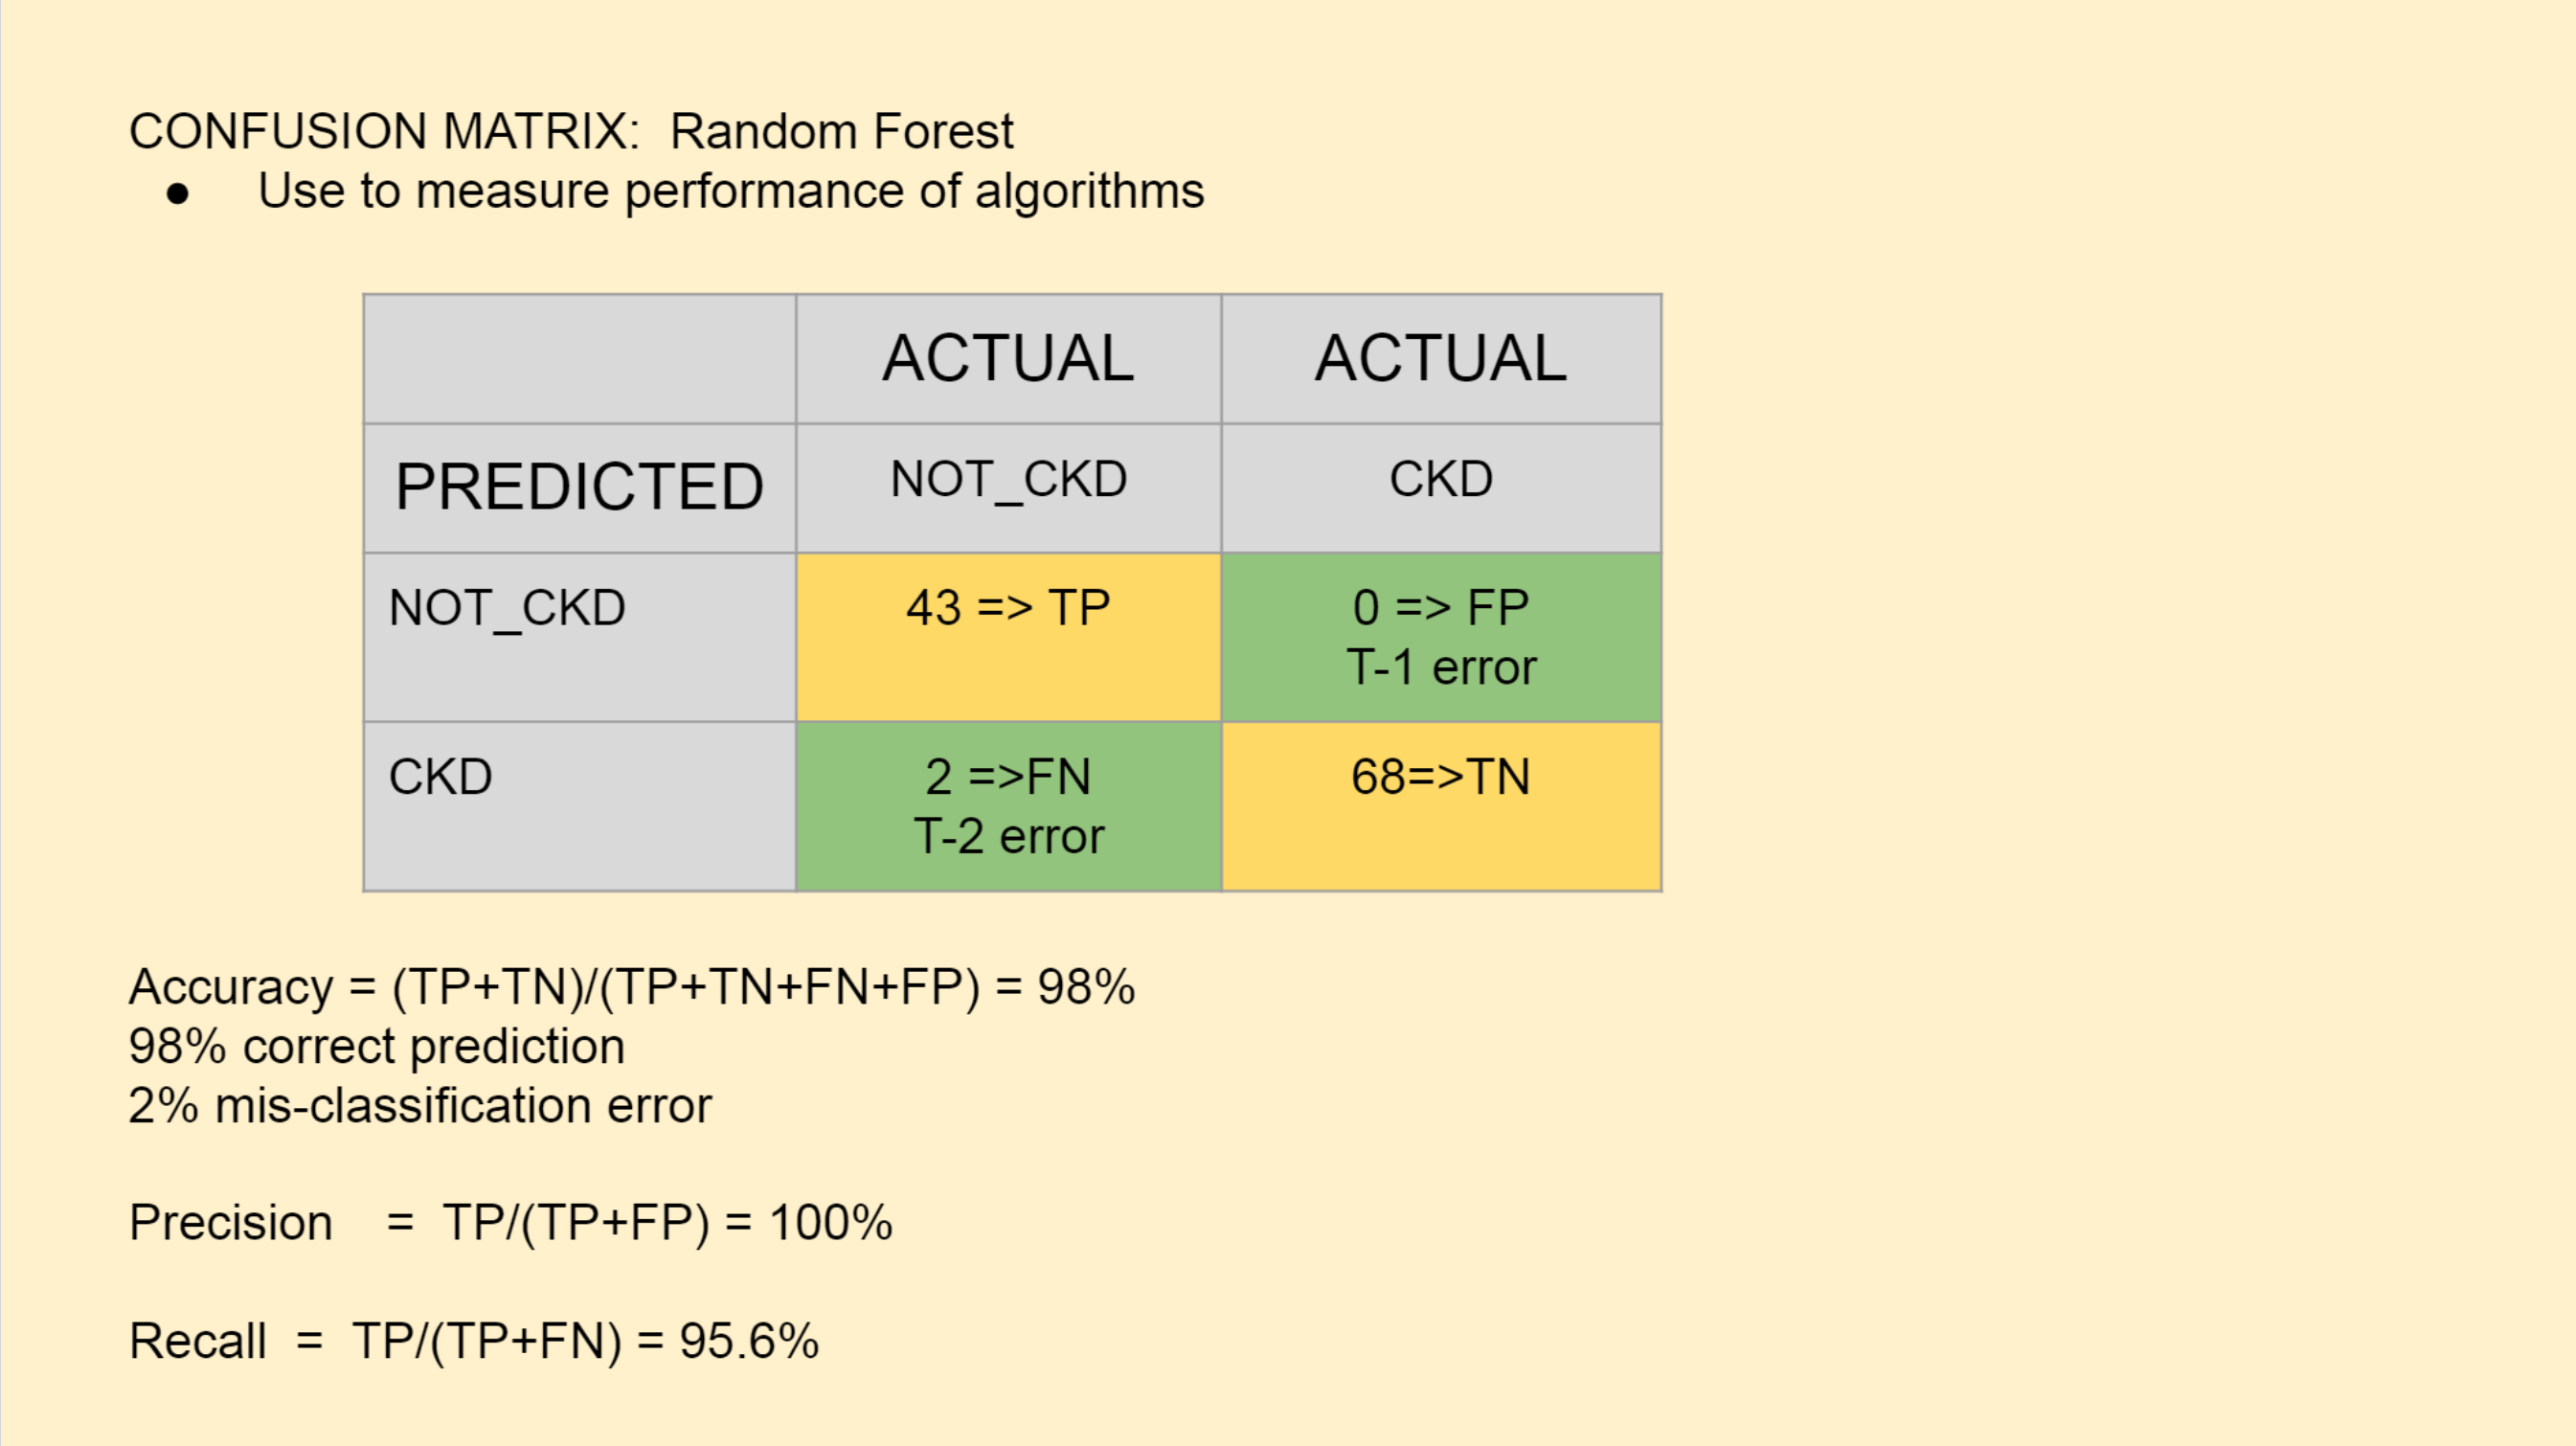 CONFUSION MATRIX: Random Forest
● Use to measure performance of algorithms
ACTUAL ACTUAL
PREDICTED NOT_CKD CKD
NOT_CKD 43 => TP 0 => FP
T-1 error
CKD 2 =>FN 68=>TN
T-2 error
Accuracy = (TP+TN)/(TP+TN+FN+FP) = 98%
98% correct prediction
2% mis-classification error
Precision = TP/(TP+FP) = 100%
Recall = TP/(TP+FN) = 95.6%